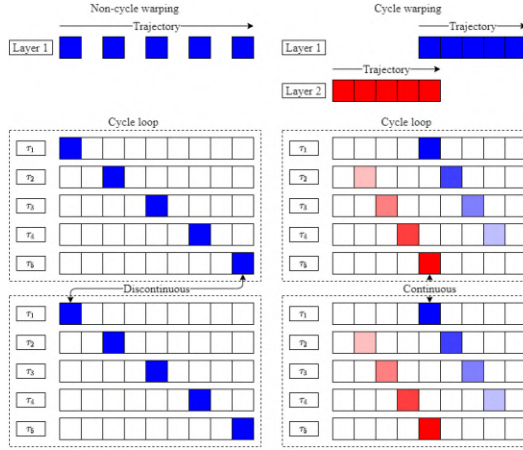 Non-cycle warping
Trajectory
Layer 1
Cycle loop
τ1
τ2
τ3
τ4
τ5
Discontinuous
τ1
τ2
τ3
τ4
τ5
Cycle warping
Trajectory
Layer 1
Trajectory
Layer 2
Cycle loop
τ1
τ2
τ3
τ4
τ5
Continuous
τ1
τ2
τ3
τ4
τ5